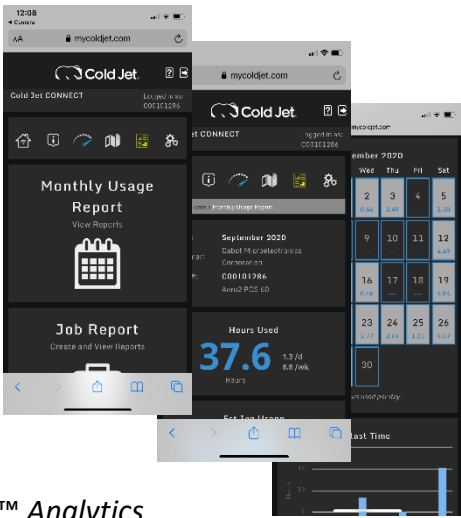 12:08
Camera
AA mycoldjet.com
Cold Jet.
Cold Jet CONNECT
Logged in as:
C00101286
Monthly Usage
Report
View Reports
Job Report
Create and View Reports
mycoldjet.com
Cold Jet.
et CONNECT
Logged in as:
C00101286
Monthly Usage Report
September 2020
Cabot Microelectronics
Corporation
C00101286
Aero2 PCS 60
Hours Used
37.6
1.3 /d
8.8 /wk
Hours
ember 2020
Wed Thu Fri Sat
2 3 4 5
9 10 11 12
16 17 18 19
23 24 25 26
30
last Time
Hours
™ Analytics